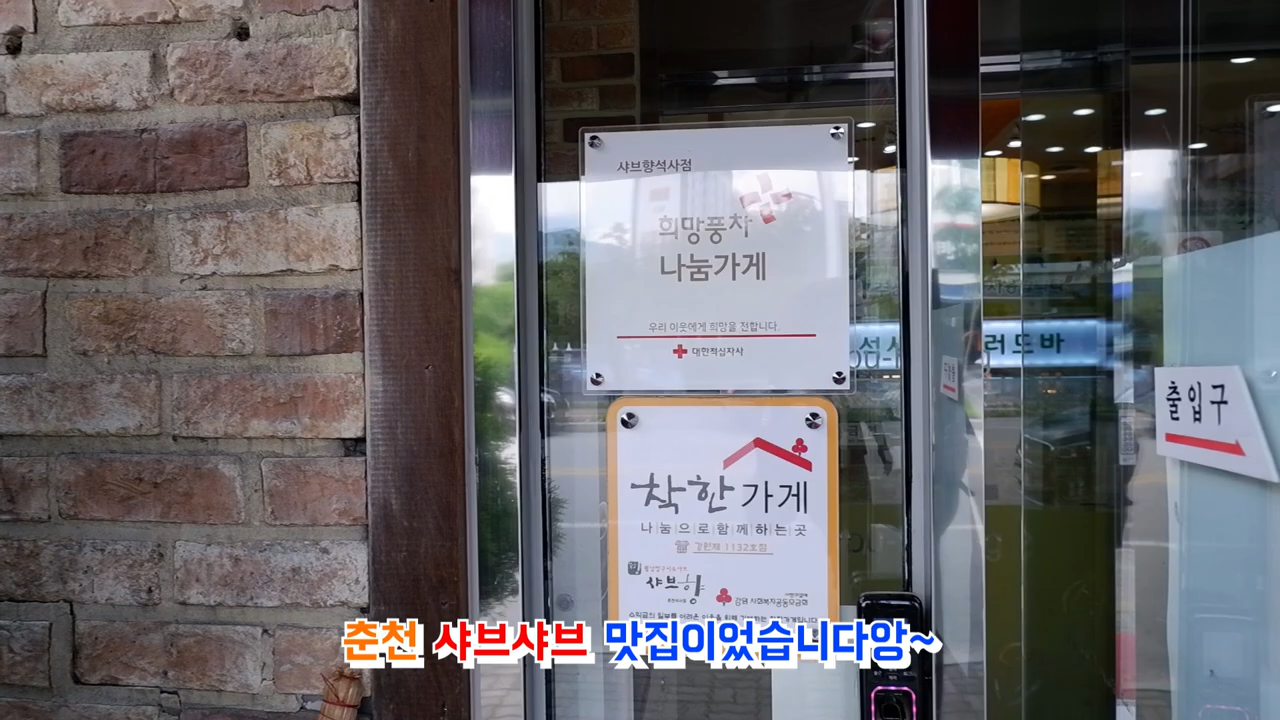 샤브향석사점
희망풍차
나눔가게
우리 이웃에게 희망을 전합니다.
대한적십자사
러드바
출입구
착한가게
나눔으로함께하는곳
강원제 1132호점
샤브향
강원 사회복지공동모금회
춘천 샤브샤브 맛집이었습니다앙~